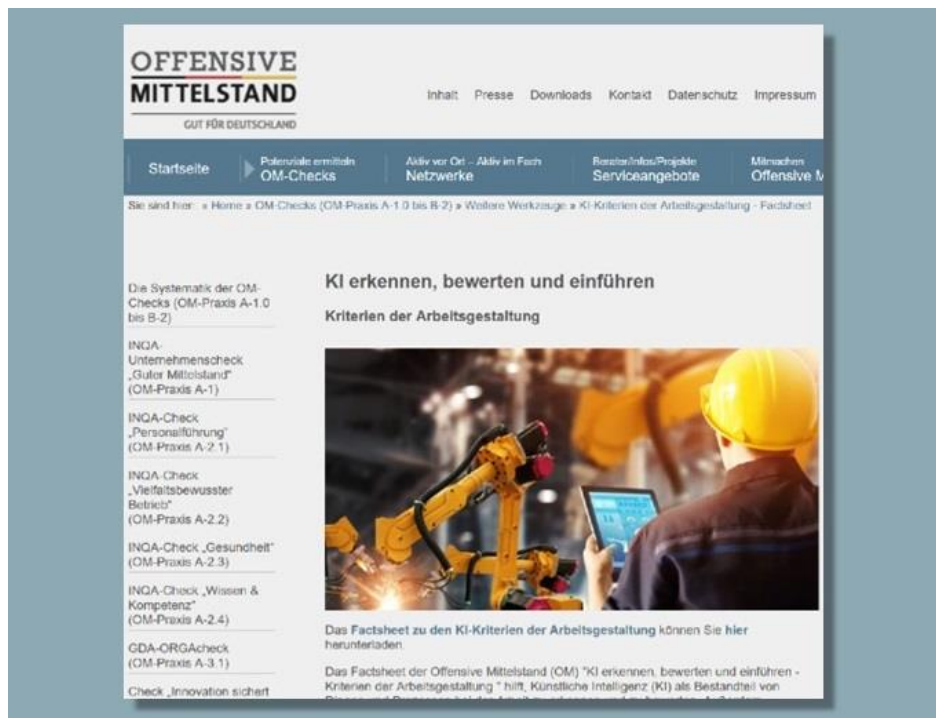 OFFENSIVE
MITTELSTAND
GUT FÜR DEUTSCHLAND
Inhalt Presse Downloads Kontakt Datenschutz Impressum
Startseite
Potenziale ermitteln
OM-Checks
Aktiv vor Ort – Aktiv im Fach
Netzwerke
Berater/Infos/Projekte
Serviceangebote
Mitmachen
Offensive M
Sie sind hier: » Home » OM-Checks (OM-Praxis A-1.0 bis B-2) » Weitere Werkzeuge » KI-Kriterien der Arbeitsgestaltung - Factsheet
Die Systematik der OM-
Checks (OM-Praxis A-1.0
bis B-2)
INQA-
Unternehmenscheck
„Guter Mittelstand"
(OM-Praxis A-1)
INQA-Check
„Personalführung"
(OM-Praxis A-2.1)
INQA-Check
„Vielfaltsbewusster
Betrieb"
(OM-Praxis A-2.2)
INQA-Check „Gesundheit"
(OM-Praxis A-2.3)
INQA-Check „Wissen &
Kompetenz"
(OM-Praxis A-2.4)
GDA-ORGAcheck
(OM-Praxis A-3.1)
Check „Innovation sichert
KI erkennen, bewerten und einführen
Kriterien der Arbeitsgestaltung
Das Factsheet zu den KI-Kriterien der Arbeitsgestaltung können Sie hier
herunterladen.
Das Factsheet der Offensive Mittelstand (OM) "KI erkennen, bewerten und einführen -
Kriterien der Arbeitsgestaltung " hilft, Künstliche Intelligenz (KI) als Bestandteil von